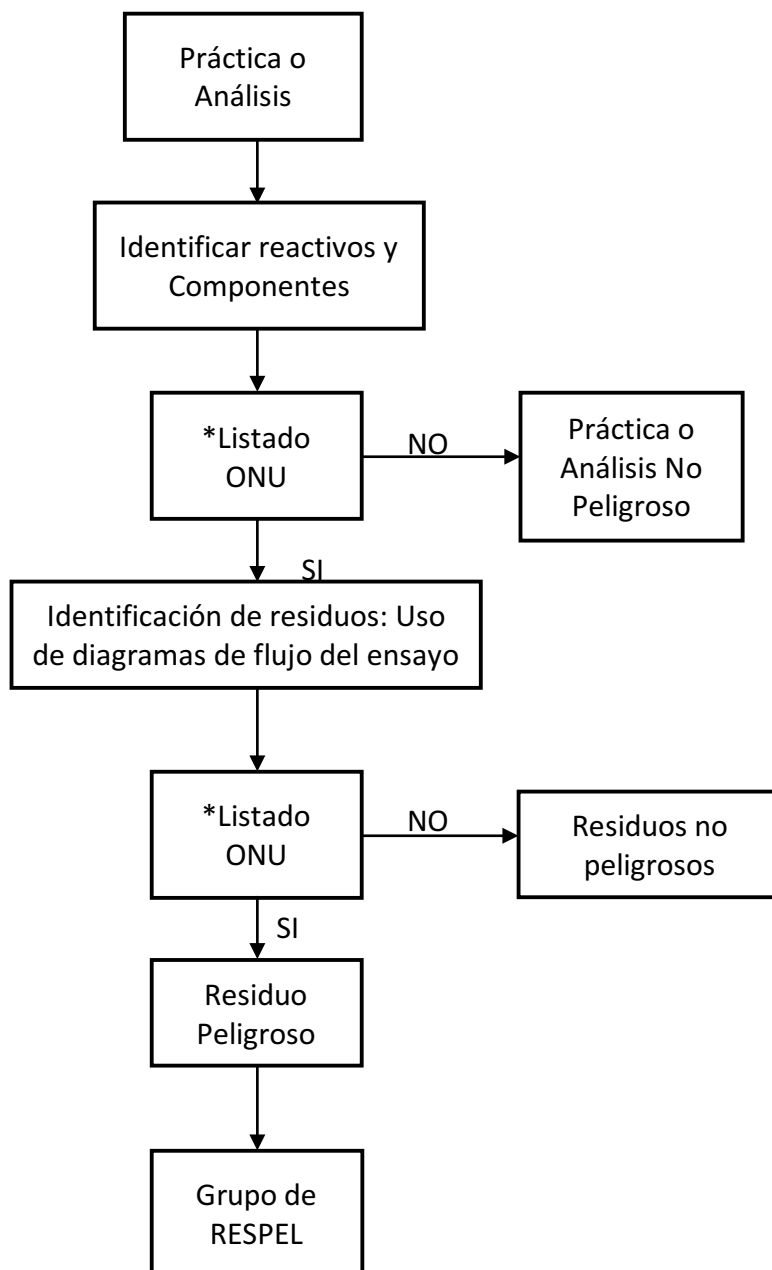 Práctica o
Análisis
Identificar reactivos y
Componentes
*Listado
ONU
NO
Práctica o
Análisis No
Peligroso
SI
Identificación de residuos: Uso
de diagramas de flujo del ensayo
*Listado
ONU
NO
Residuos no
peligrosos
SI
Residuo
Peligroso
Grupo de
RESPEL